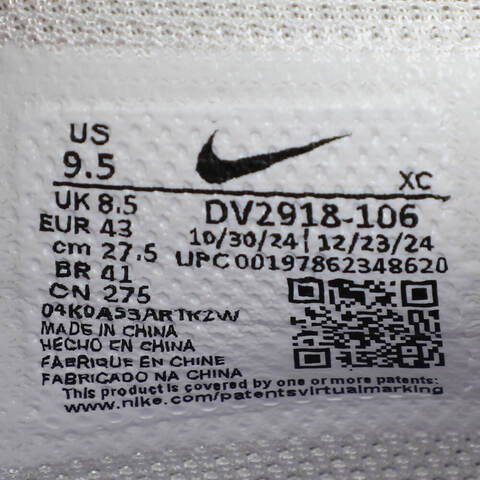 US
9.5
XC
UK 8.5
EUR 43
cm 27.5
BR 41
CN 275
DV2918-106
10/30/24 | 12/23/24
UPC 00197862348620
04K0A53AR1K2W
MADE IN CHINA
HECHO EN CHINA
FABRIQUE EN CHINE
FABRICADO NA CHINA
This product is covered by one or more patents:
www.nike.com/patentsvirtualmarking